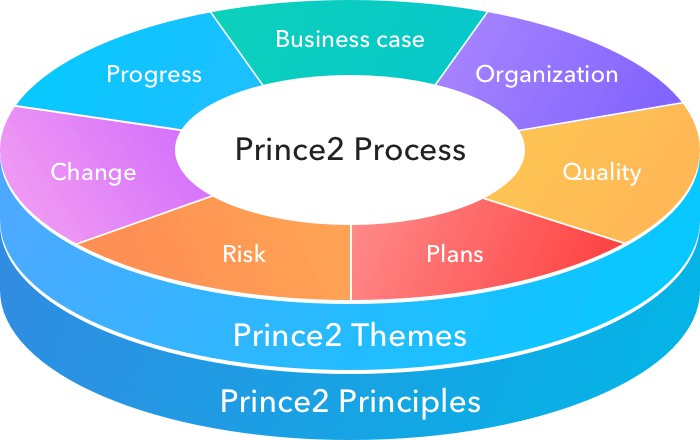 Business case
Progress
Organization
Prince2 Process
Change
Quality
Risk
Plans
Prince2 Themes
Prince2 Principles